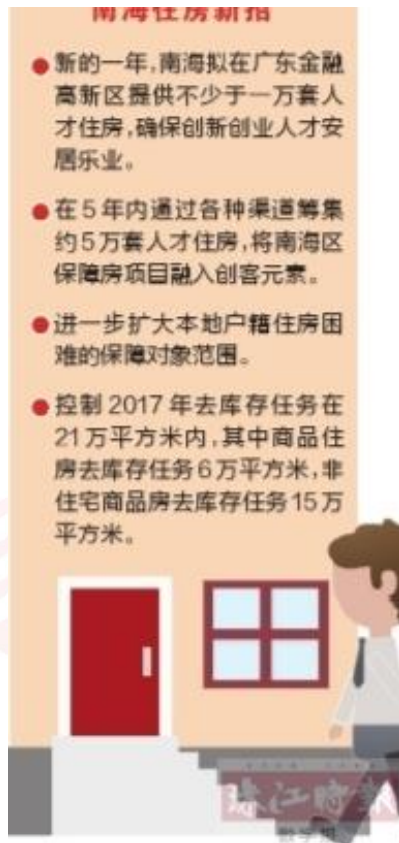 南海住房新招
●新的一年，南海拟在广东金融
高新区提供不少于一万套人
才住房，确保创新创业人才安
居乐业。
●在5年内通过各种渠道筹集
约5万套人才住房，将南海区
保障房项目融入创客元素。
●进一步扩大本地户籍住房困
难的保障对象范围。
●控制2017年去库存任务在
21万平方米内，其中商品住
房去库存任务6万平方米，非
住宅商品房去库存任务15万
平方米。
珠江时报
数字报